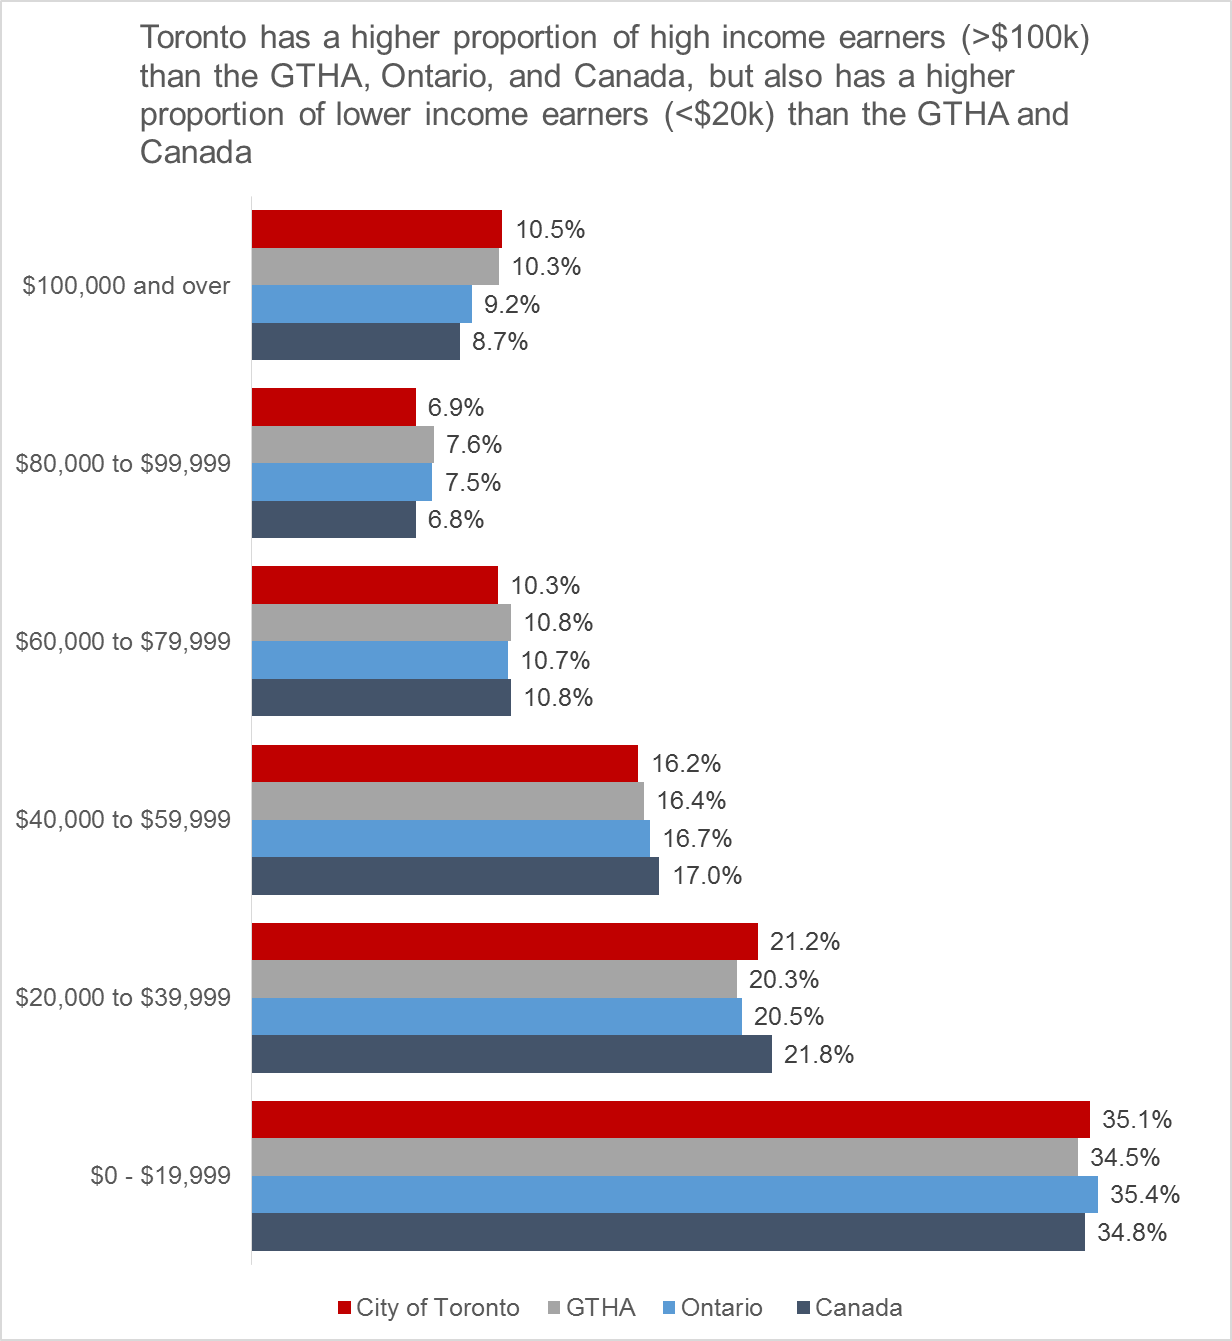 Toronto has a higher proportion of high income earners (>$100k)
than the GTHA, Ontario, and Canada, but also has a higher
proportion of lower income earners (<$20k) than the GTHA and
Canada
$100,000 and over
10.5%
10.3%
9.2%
8.7%
$80,000 to $99,999
6.9%
7.6%
7.5%
6.8%
$60,000 to $79,999
10.3%
10.8%
10.7%
10.8%
$40,000 to $59,999
16.2%
16.4%
16.7%
17.0%
$20,000 to $39,999
21.2%
20.3%
20.5%
21.8%
$0 - $19,999
35.1%
34.5%
35.4%
34.8%
City of Toronto GTHA Ontario Canada